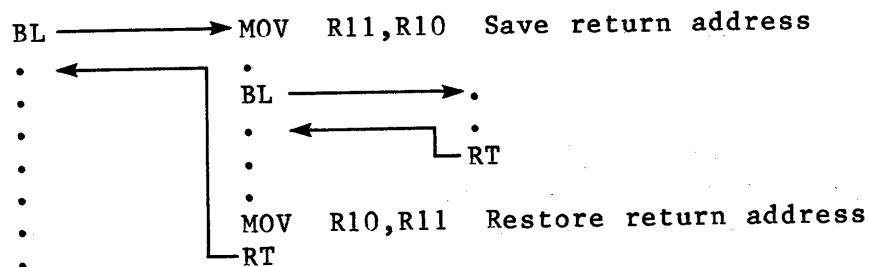 BL MOV R11,R10 Save return address
BL
RT
MOV R10,R11 Restore return address
RT